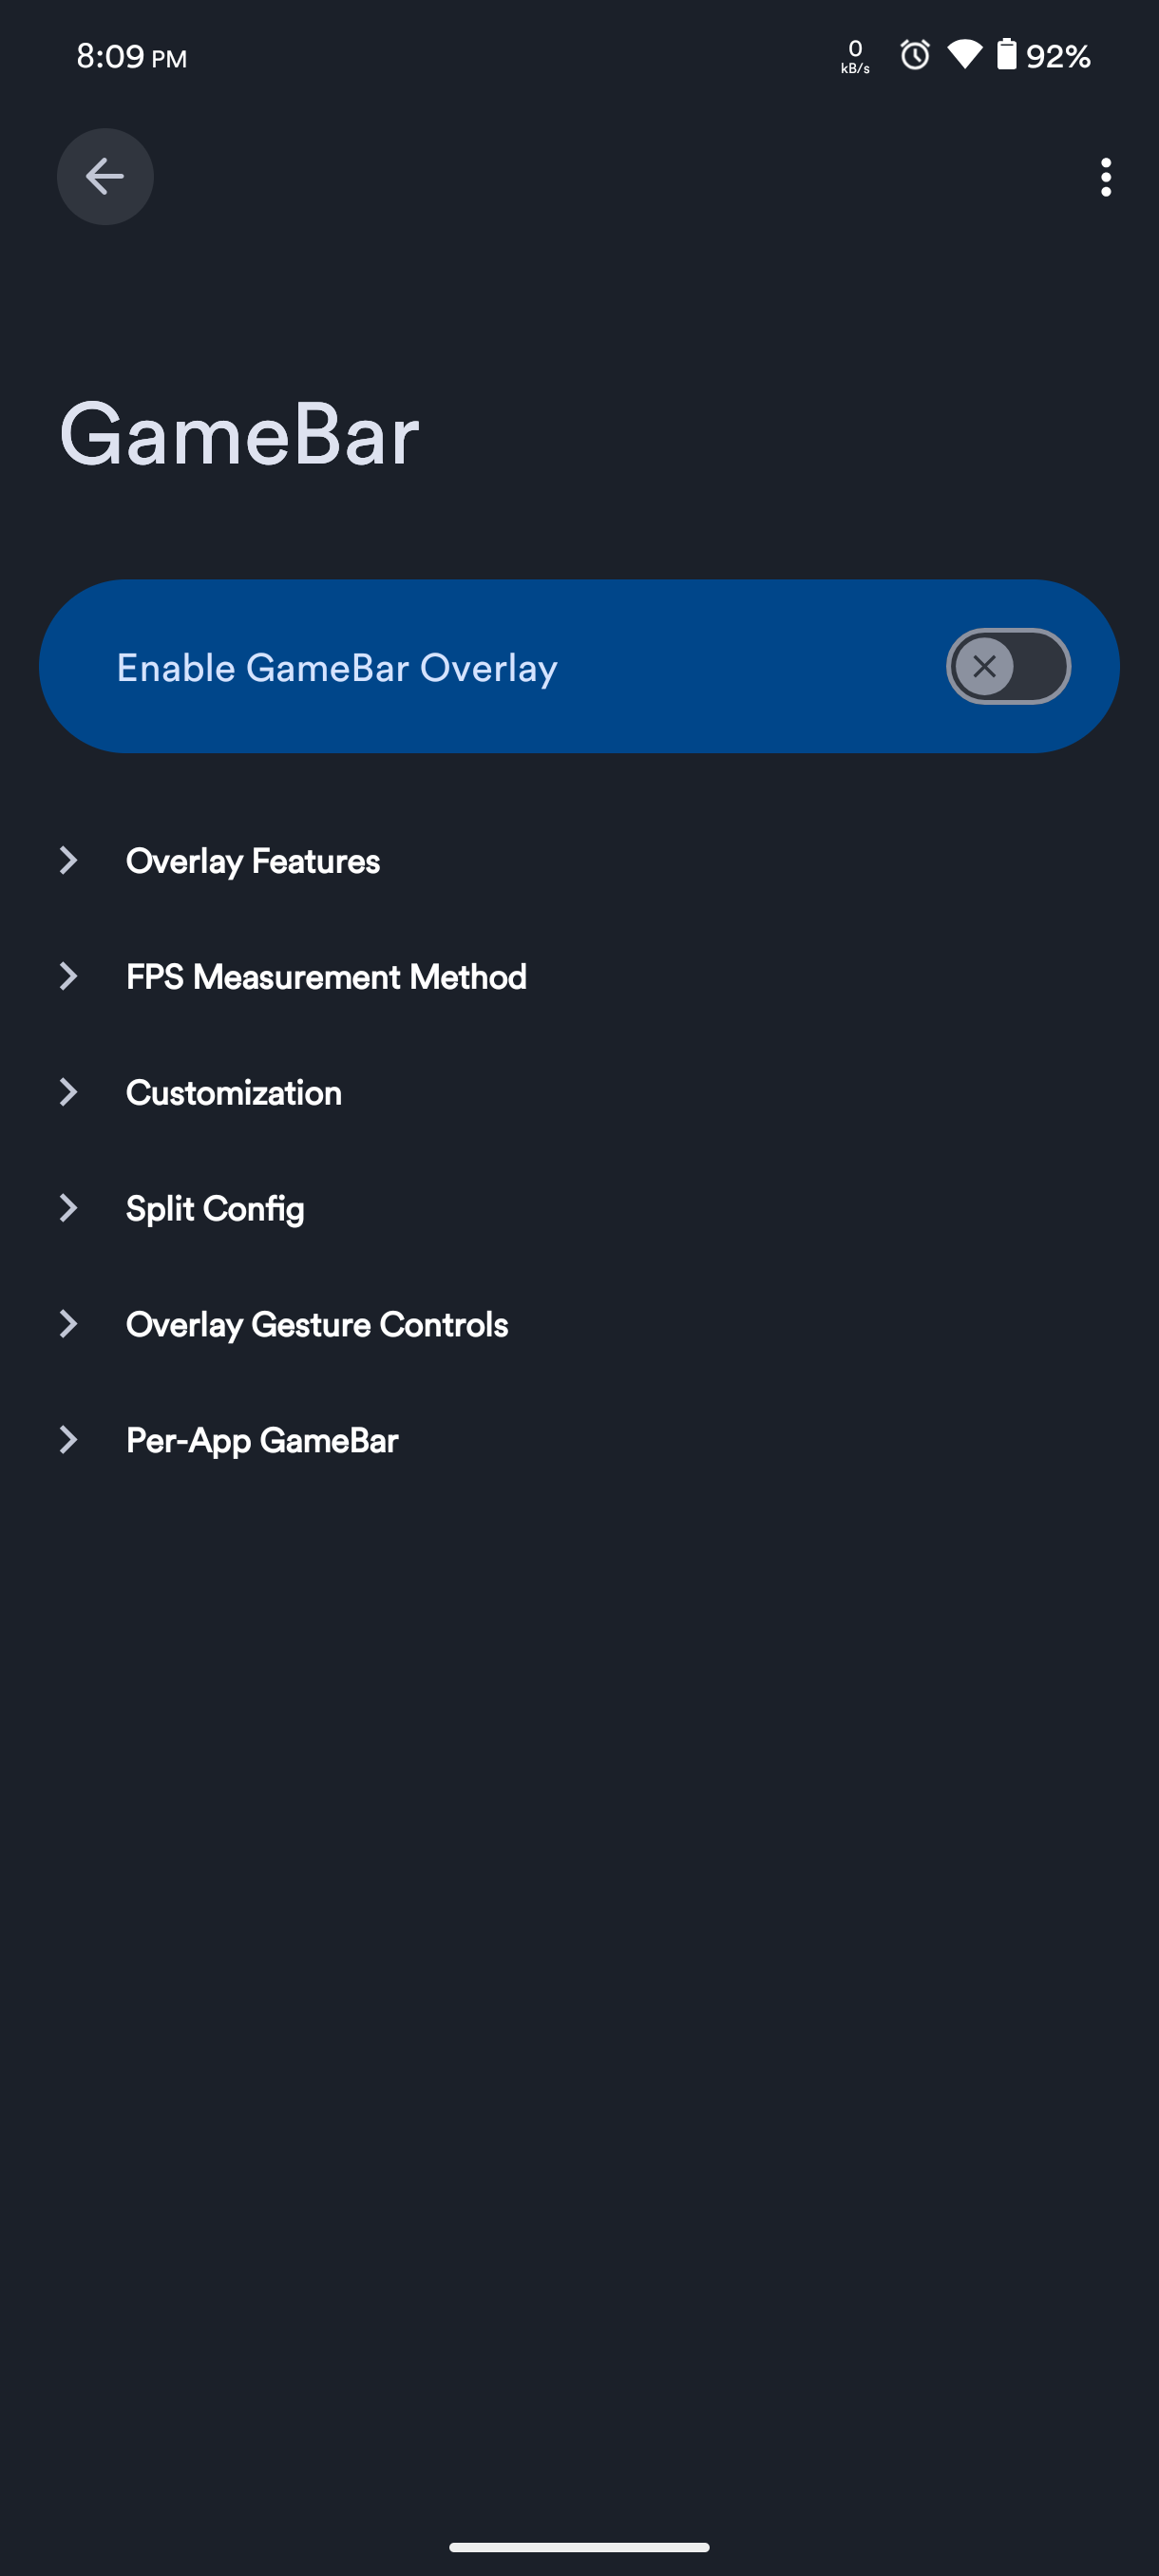 8:09 PM
0
kB/s
92%
GameBar
Enable GameBar Overlay
Overlay Features
FPS Measurement Method
Customization
Split Config
Overlay Gesture Controls
Per-App GameBar